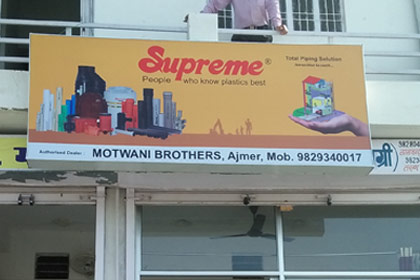 Supreme®
People who know plastics best
Total Piping Solution
Authorised Dealer
MOTWANI BROTHERS, Ajmer, Mob. 9829340017